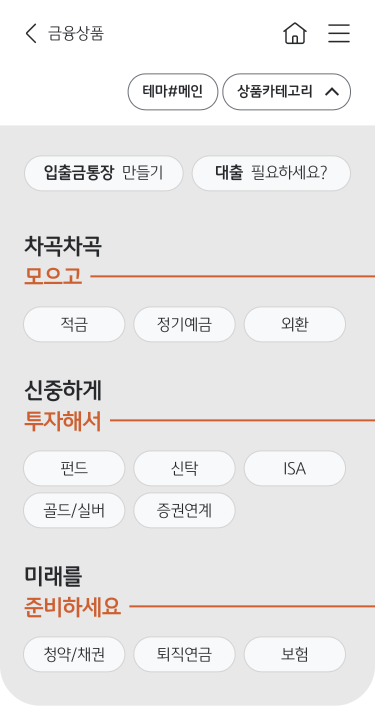 금융상품
테마#메인 상품카테고리
입출금통장 만들기 대출 필요하세요?
차곡차곡
모으고
적금 정기예금 외환
신중하게
투자해서
펀드 신탁 ISA
골드/실버 증권연계
미래를
준비하세요
청약/채권 퇴직연금 보험